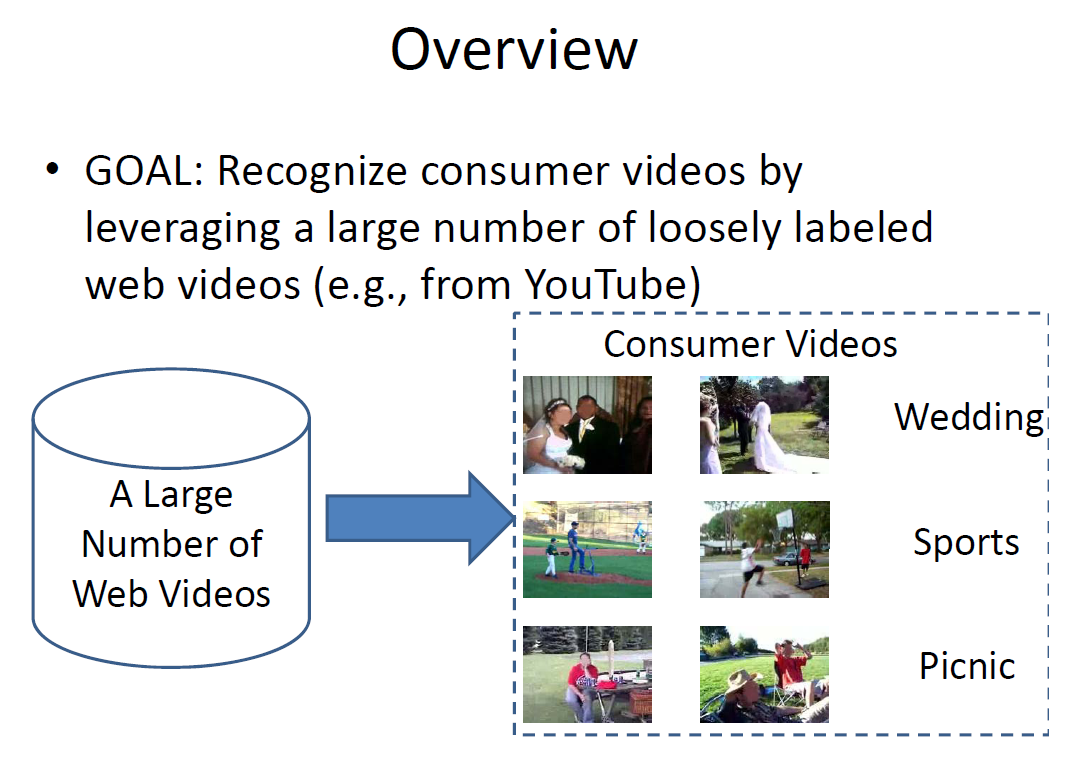 Overview
• GOAL: Recognize consumer videos by
leveraging a large number of loosely labeled
web videos (e.g., from YouTube)
A Large
Number of
Web Videos
Consumer Videos
Wedding
Sports
Picnic